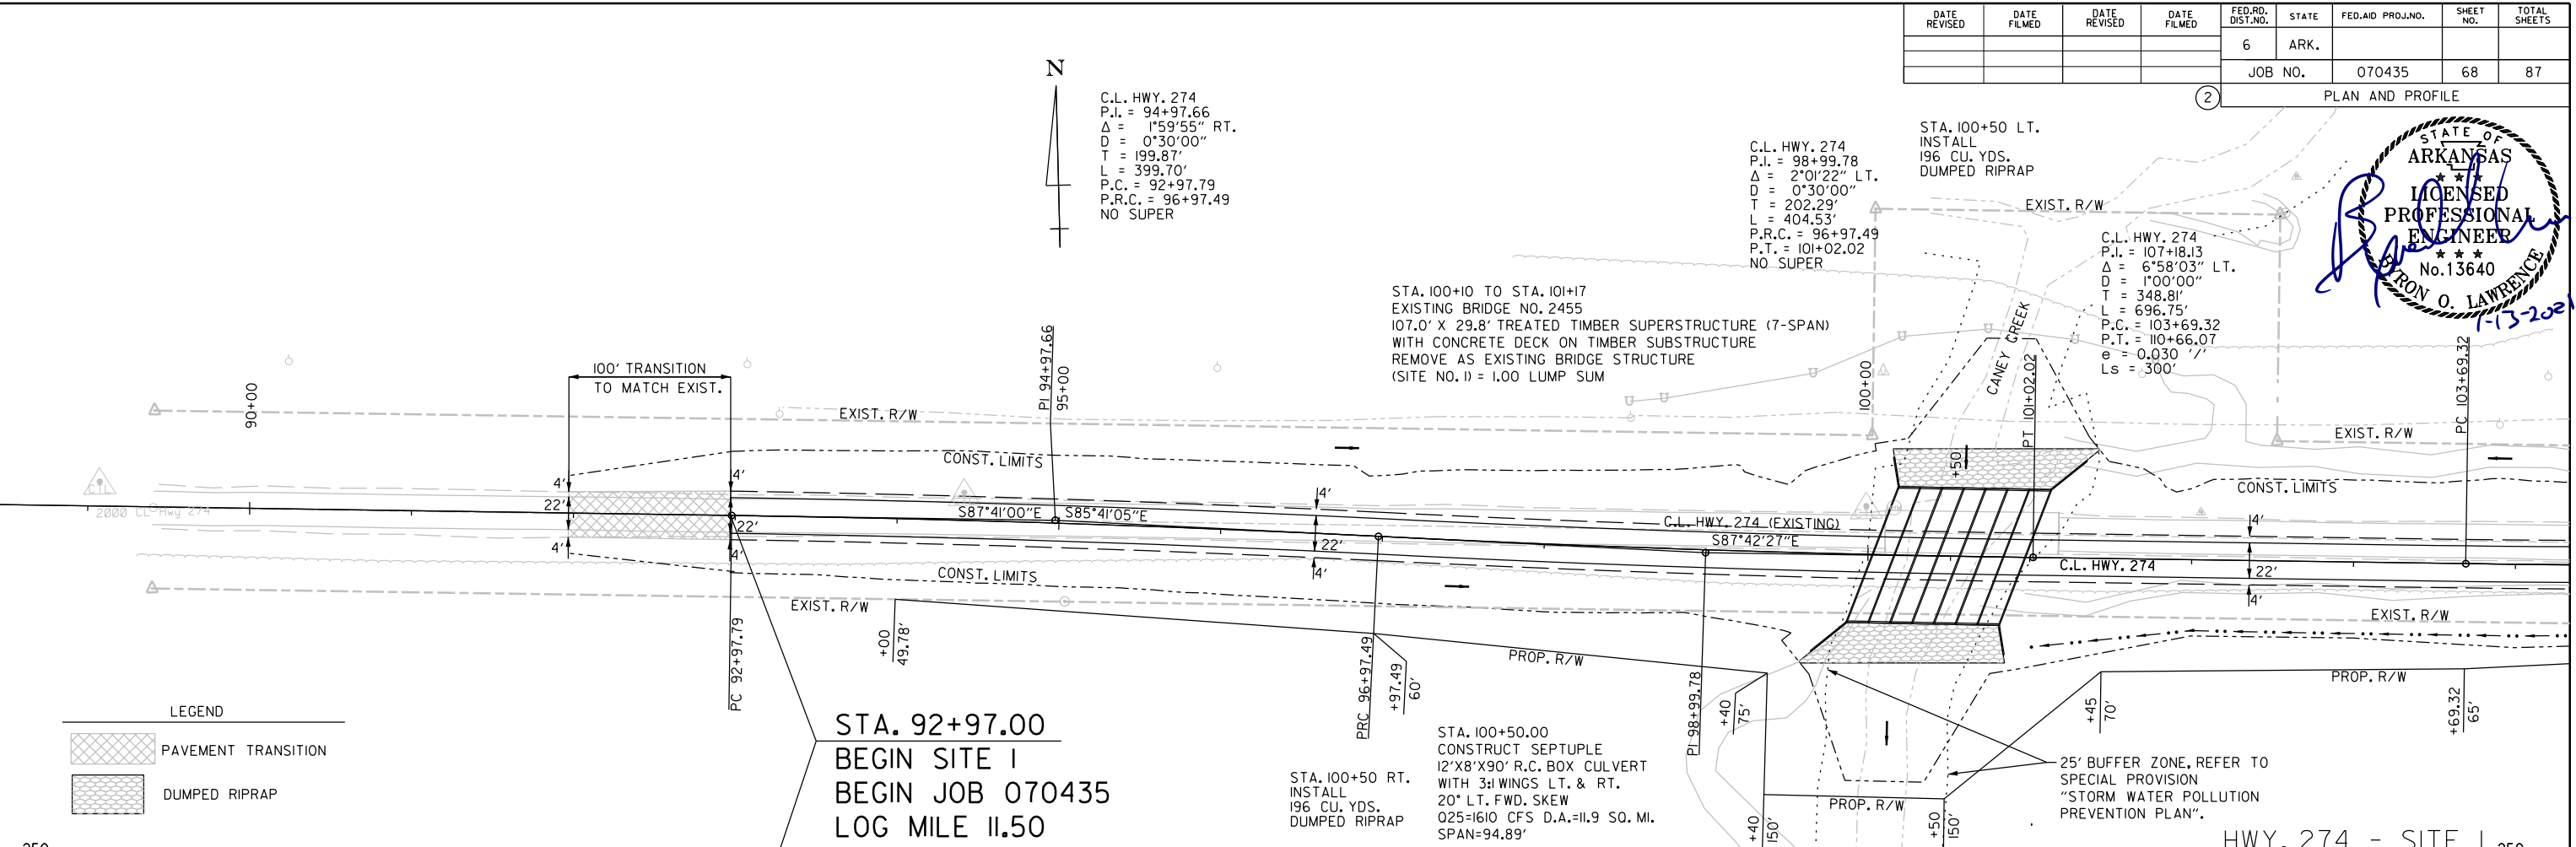 DATE REVISED
DATE FILMED
DATE REVISED
DATE FILMED
FED.RD. DIST.NO.
STATE
FED.AID PROJ.NO.
SHEET NO.
TOTAL SHEETS
6
ARK.
JOB NO.
070435
68
87
2
PLAN AND PROFILE
N
C.L. HWY. 274
P.I. = 94+97.66
Δ = 1°59'55" RT.
D = 0°30'00"
T = 199.87'
L = 399.70'
P.C. = 92+97.79
P.R.C. = 96+97.49
NO SUPER
C.L. HWY. 274
P.I. = 98+99.78
Δ = 2°01'22" LT.
D = 0°30'00"
T = 202.29'
L = 404.53'
P.R.C. = 96+97.49
P.T. = 101+02.02
NO SUPER
STA. 100+50 LT.
INSTALL
196 CU. YDS.
DUMPED RIPRAP
STATE OF
ARKANSAS
★ ★ ★
LICENSED
PROFESSIONAL
ENGINEER
★ ★ ★
No.13640
BYRON O. LAWRENCE
1-13-2021
EXIST. R/W
C.L. HWY. 274
P.I. = 107+18.13
Δ = 6°58'03" LT.
D = 1°00'00"
T = 348.81'
L = 696.75'
P.C. = 103+69.32
P.T. = 110+66.07
e = 0.030 '/'
Ls = 300'
STA. 100+10 TO STA. 101+17
EXISTING BRIDGE NO. 2455
107.0' X 29.8' TREATED TIMBER SUPERSTRUCTURE (7-SPAN)
WITH CONCRETE DECK ON TIMBER SUBSTRUCTURE
REMOVE AS EXISTING BRIDGE STRUCTURE
(SITE NO. 1) = 1.00 LUMP SUM
CANEY CREEK
100' TRANSITION
TO MATCH EXIST.
90+00
PI 94+97.66
95+00
100+00
PT 101+02.02
PC 103+69.32
EXIST. R/W
EXIST. R/W
CONST. LIMITS
+50
CONST. LIMITS
CTL
2000 CL Hwy 274
4'
22'
4'
4'
22'
4'
S87°41'00"E
S85°41'05"E
4'
22'
4'
C.L. HWY. 274 (EXISTING)
S87°42'27"E
C.L. HWY. 274
4'
22'
4'
CONST. LIMITS
EXIST. R/W
EXIST. R/W
PC 92+97.79
+00
49.78'
PRC 96+97.49
+97.49
60'
PROP. R/W
PI 98+99.78
+40
75'
+45
70'
PROP. R/W
+69.32
65'
LEGEND
PAVEMENT TRANSITION
DUMPED RIPRAP
STA. 92+97.00
BEGIN SITE 1
BEGIN JOB 070435
LOG MILE 11.50
STA. 100+50 RT.
INSTALL
196 CU. YDS.
DUMPED RIPRAP
STA. 100+50.00
CONSTRUCT SEPTUPLE
12'X8'X90' R.C. BOX CULVERT
WITH 3:1 WINGS LT. & RT.
20° LT. FWD. SKEW
Q25=1610 CFS D.A.=11.9 SQ. MI.
SPAN=94.89'
+40
150'
PROP. R/W
+50
150'
25' BUFFER ZONE, REFER TO
SPECIAL PROVISION
"STORM WATER POLLUTION
PREVENTION PLAN".
HWY. 274 - SITE 1
250
250